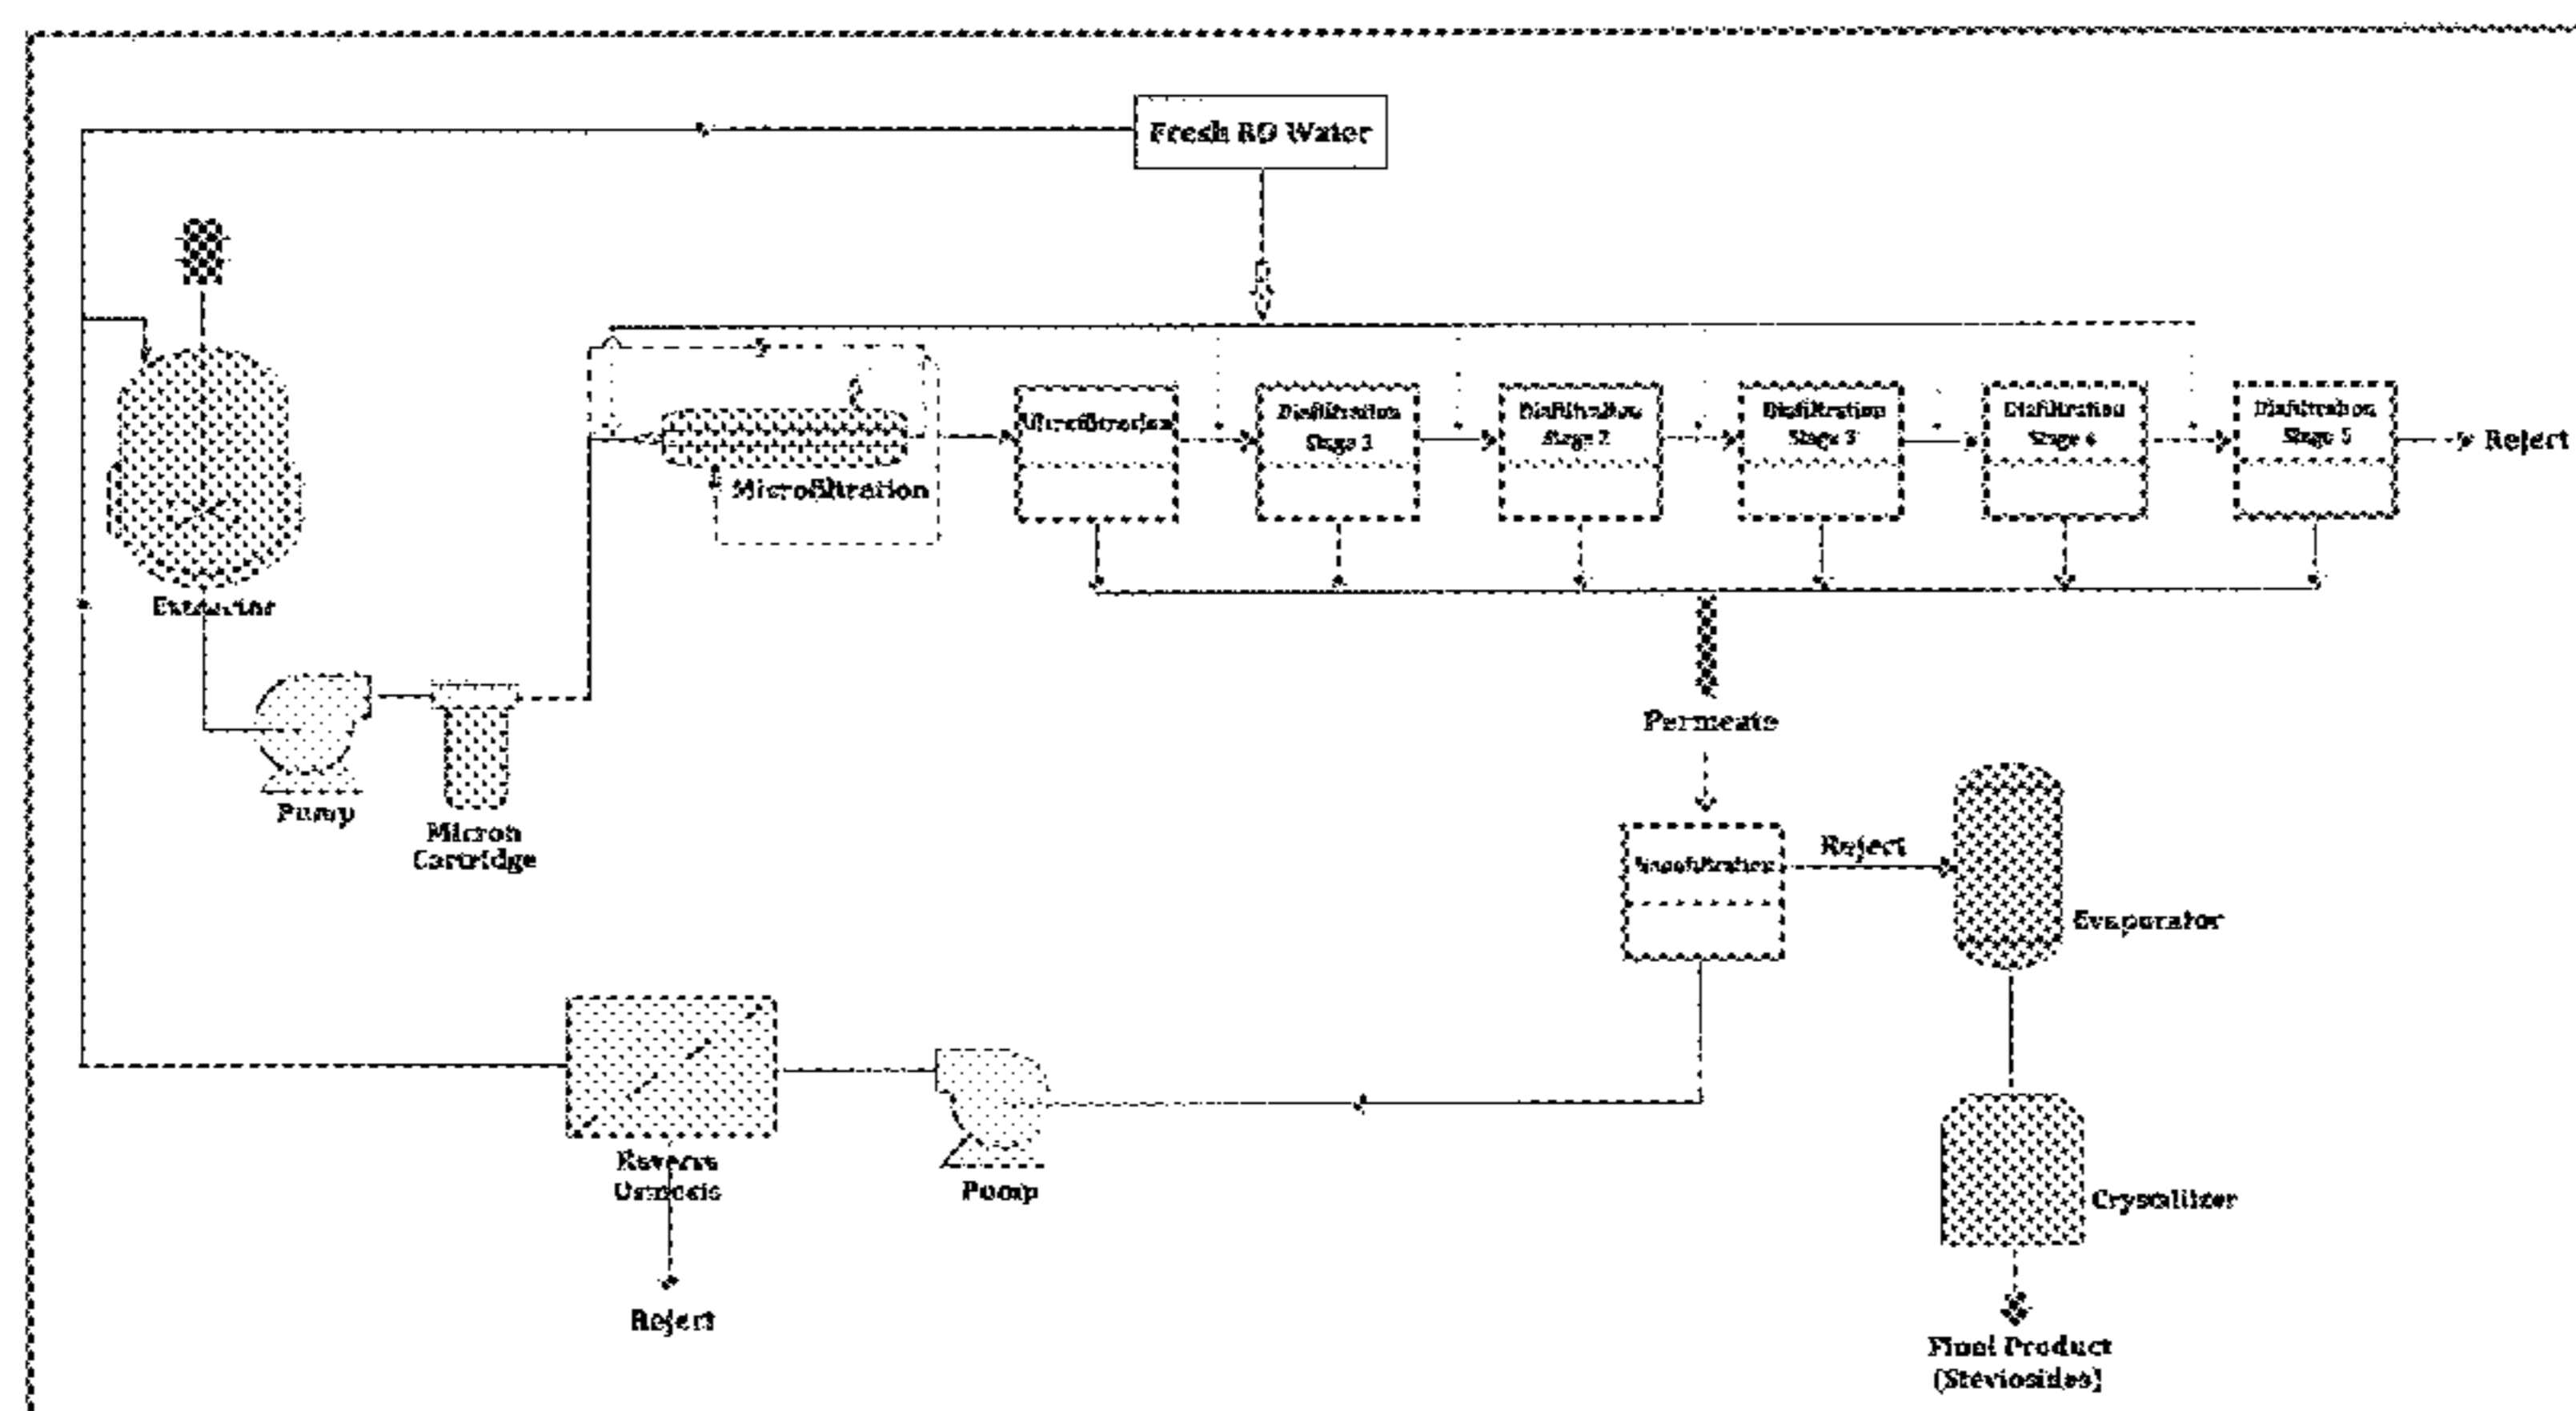 Fresh RO Water
Ultrafiltration
Diafiltration
Stage 1
Diafiltration
Stage 2
Diafiltration
Stage 3
Diafiltration
Stage 4
Diafiltration
Stage 5
Reject
Microfiltration
Extractor
Permeate
Pump
Micron
Cartridge
Nanofiltration
Reject
Evaporator
Reverse
Osmosis
Pump
Crystallizer
Reject
Final Product
(Steviosides)